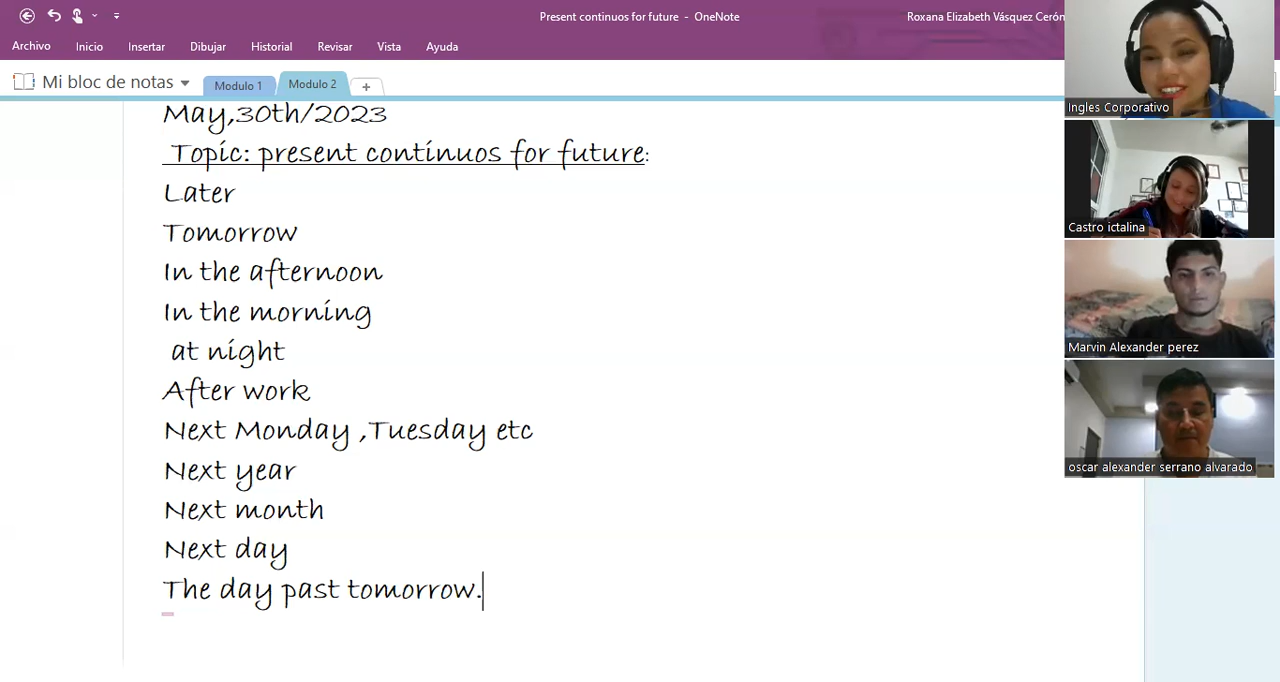 Present continuos for future - OneNote
Roxana Elizabeth Vásquez Cerón
Archivo Inicio Insertar Dibujar Historial Revisar Vista Ayuda
Mi bloc de notas Modulo 1 Modulo 2 +
May,30th/2023
Topic: present continuos for future:
Later
Tomorrow
In the afternoon
In the morning
at night
After work
Next Monday ,Tuesday etc
Next year
Next month
Next day
The day past tomorrow.
Ingles Corporativo
Castro ictalina
Marvin Alexander perez
oscar alexander serrano alvarado